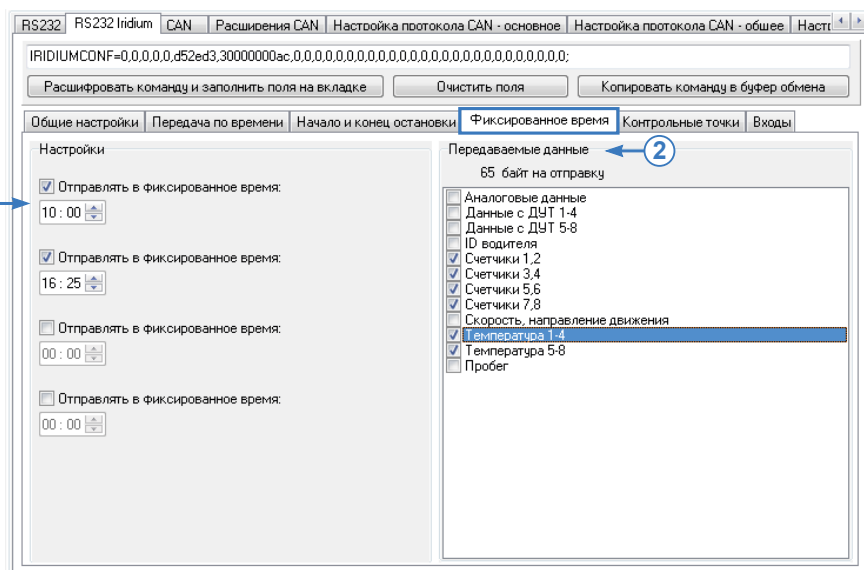 RS232 RS232 Iridium CAN Расширения CAN Настройка протокола CAN - основное Настройка протокола CAN - общее
IRIDIUMCONF=0,0,0,0,0,d52ed3,30000000ac,0,0,0,0,0,0,0,0,0,0,0,0,0,0,0,0,0,0,0,0,0,0,0;
Расшифровать команду и заполнить поля на вкладке Очистить поля Копировать команду в буфер обмена
Общие настройки Передача по времени Начало и конец остановки Фиксированное время Контрольные точки Входы
Настройки
Отправлять в фиксированное время:
10 : 00
Отправлять в фиксированное время:
16 : 25
Отправлять в фиксированное время:
00 : 00
Отправлять в фиксированное время:
00 : 00
Передаваемые данные 2
65 байт на отправку
Аналоговые данные
Данные с ДУТ 1-4
Данные с ДУТ 5-8
ID водителя
Счетчики 1,2
Счетчики 3,4
Счетчики 5,6
Счетчики 7,8
Скорость, направление движения
Температура 1-4
Температура 5-8
Пробег